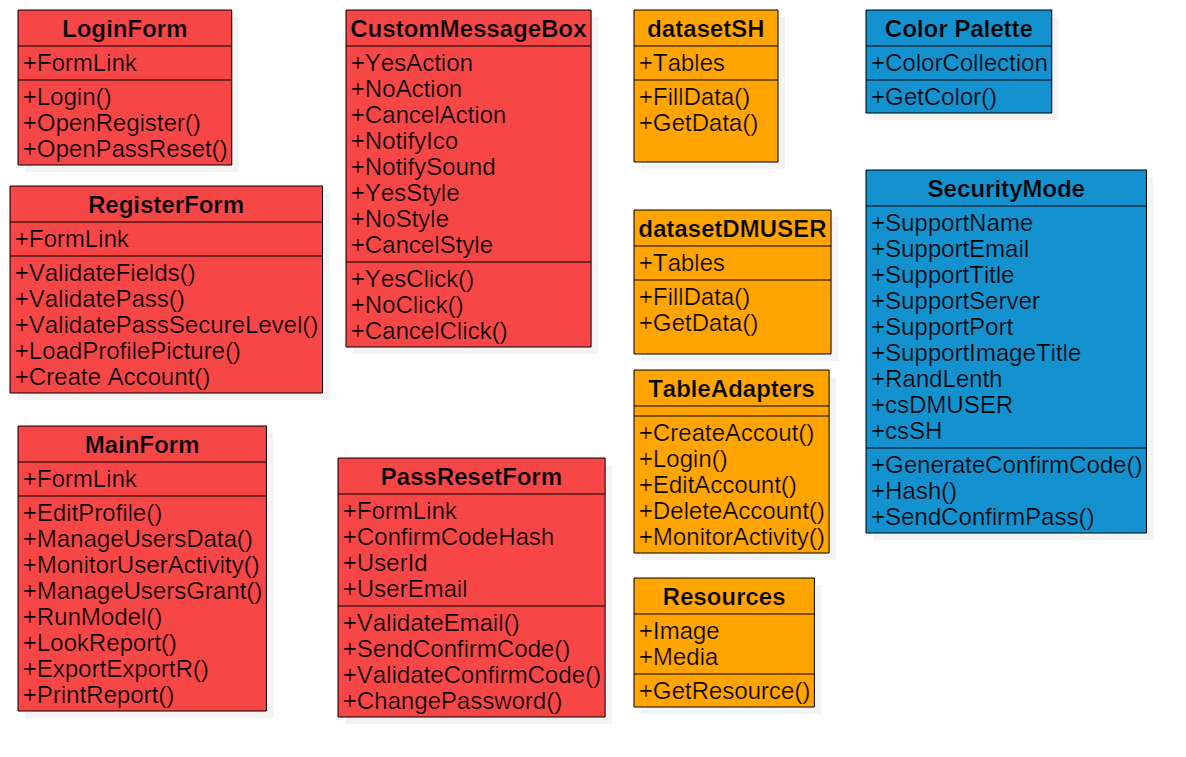 LoginForm
+FormLink
+Login()
+OpenRegister()
+OpenPassReset()
RegisterForm
+FormLink
+ValidateFields()
+ValidatePass()
+ValidatePassSecureLevel()
+LoadProfilePicture()
+Create Account()
MainForm
+FormLink
+EditProfile()
+ManageUsersData()
+MonitorUserActivity()
+ManageUsersGrant()
+RunModel()
+LookReport()
+ExportExportR()
+PrintReport()
CustomMessageBox
+YesAction
+NoAction
+CancelAction
+NotifyIco
+NotifySound
+YesStyle
+NoStyle
+CancelStyle
+YesClick()
+NoClick()
+CancelClick()
PassResetForm
+FormLink
+ConfirmCodeHash
+UserId
+UserEmail
+ValidateEmail()
+SendConfirmCode()
+ValidateConfirmCode()
+ChangePassword()
datasetSH
+Tables
+FillData()
+GetData()
datasetDMUSER
+Tables
+FillData()
+GetData()
TableAdapters
+CreateAccout()
+Login()
+EditAccount()
+DeleteAccount()
+MonitorActivity()
Resources
+Image
+Media
+GetResource()
Color Palette
+ColorCollection
+GetColor()
SecurityMode
+SupportName
+SupportEmail
+SupportTitle
+SupportServer
+SupportPort
+SupportImageTitle
+RandLenth
+csDMUSER
+csSH
+GenerateConfirmCode()
+Hash()
+SendConfirmPass()